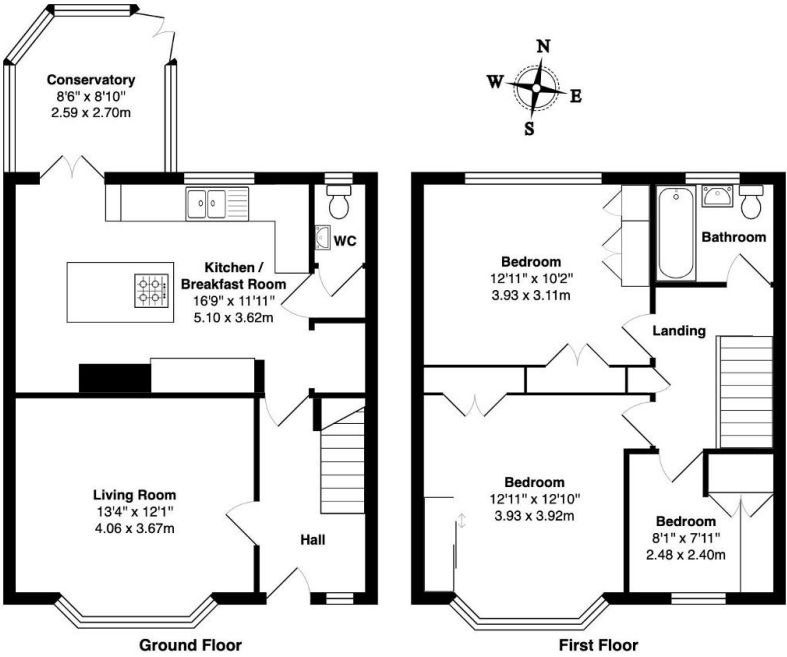 Conservatory
8'6" x 8'10"
2.59 x 2.70m
N
W
E
S
Kitchen /
Breakfast Room
16'9" x 11'11"
5.10 x 3.62m
WC
Living Room
13'4" x 12'1"
4.06 x 3.67m
Hall
Ground Floor
Bedroom
12'11" x 10'2"
3.93 x 3.11m
Bathroom
Landing
Bedroom
12'11" x 12'10"
3.93 x 3.92m
Bedroom
8'1" x 7'11"
2.48 x 2.40m
First Floor